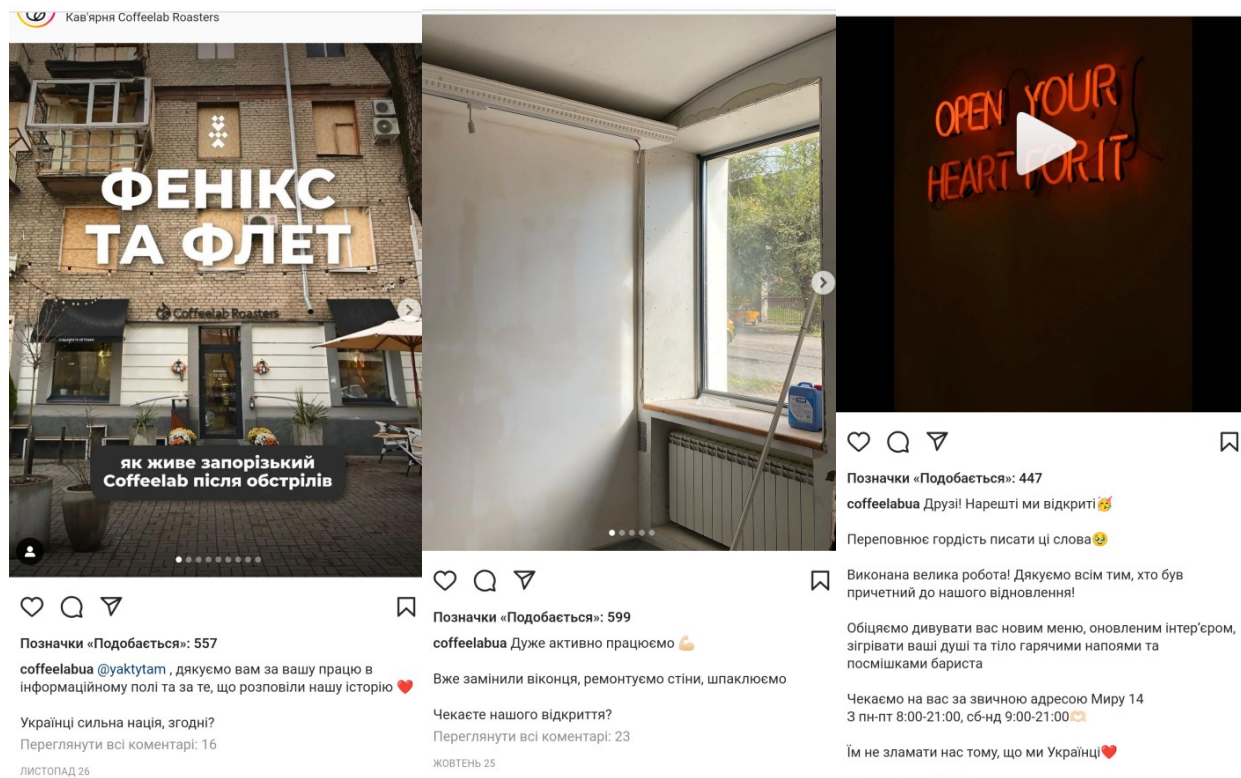 Кав'ярня Coffeelab Roasters
ФЕНІКС
ТА ФЛЕТ
Coffeelab Roasters
як живе запорізький
Coffeelab після обстрілів
Позначки «Подобається»: 557
coffeelabua @yaktytam , дякуємо вам за вашу працю в
інформаційному полі та за те, що розповіли нашу історію ❤️
Українці сильна нація, згодні?
Переглянути всі коментарі: 16
ЛИСТОПАД 26
Позначки «Подобається»: 599
coffeelabua Дуже активно працюємо 💪🏻
Вже замінили віконця, ремонтуємо стіни, шпаклюємо
Чекаєте нашого відкриття?
Переглянути всі коментарі: 23
ЖОВТЕНЬ 25
OPEN YOUR
HEART FOR IT
Позначки «Подобається»: 447
coffeelabua Друзі! Нарешті ми відкриті🥳
Переповнює гордість писати ці слова🥹
Виконана велика робота! Дякуємо всім тим, хто був
причетний до нашого відновлення!
Обіцяємо дивувати вас новим меню, оновленим інтер’єром,
зігрівати ваші душі та тіло гарячими напоями та
посмішками бариста
Чекаємо на вас за звичною адресою Миру 14
З пн-пт 8:00-21:00, сб-нд 9:00-21:00🫶🏻
Їм не зламати нас тому, що ми Українці❤️